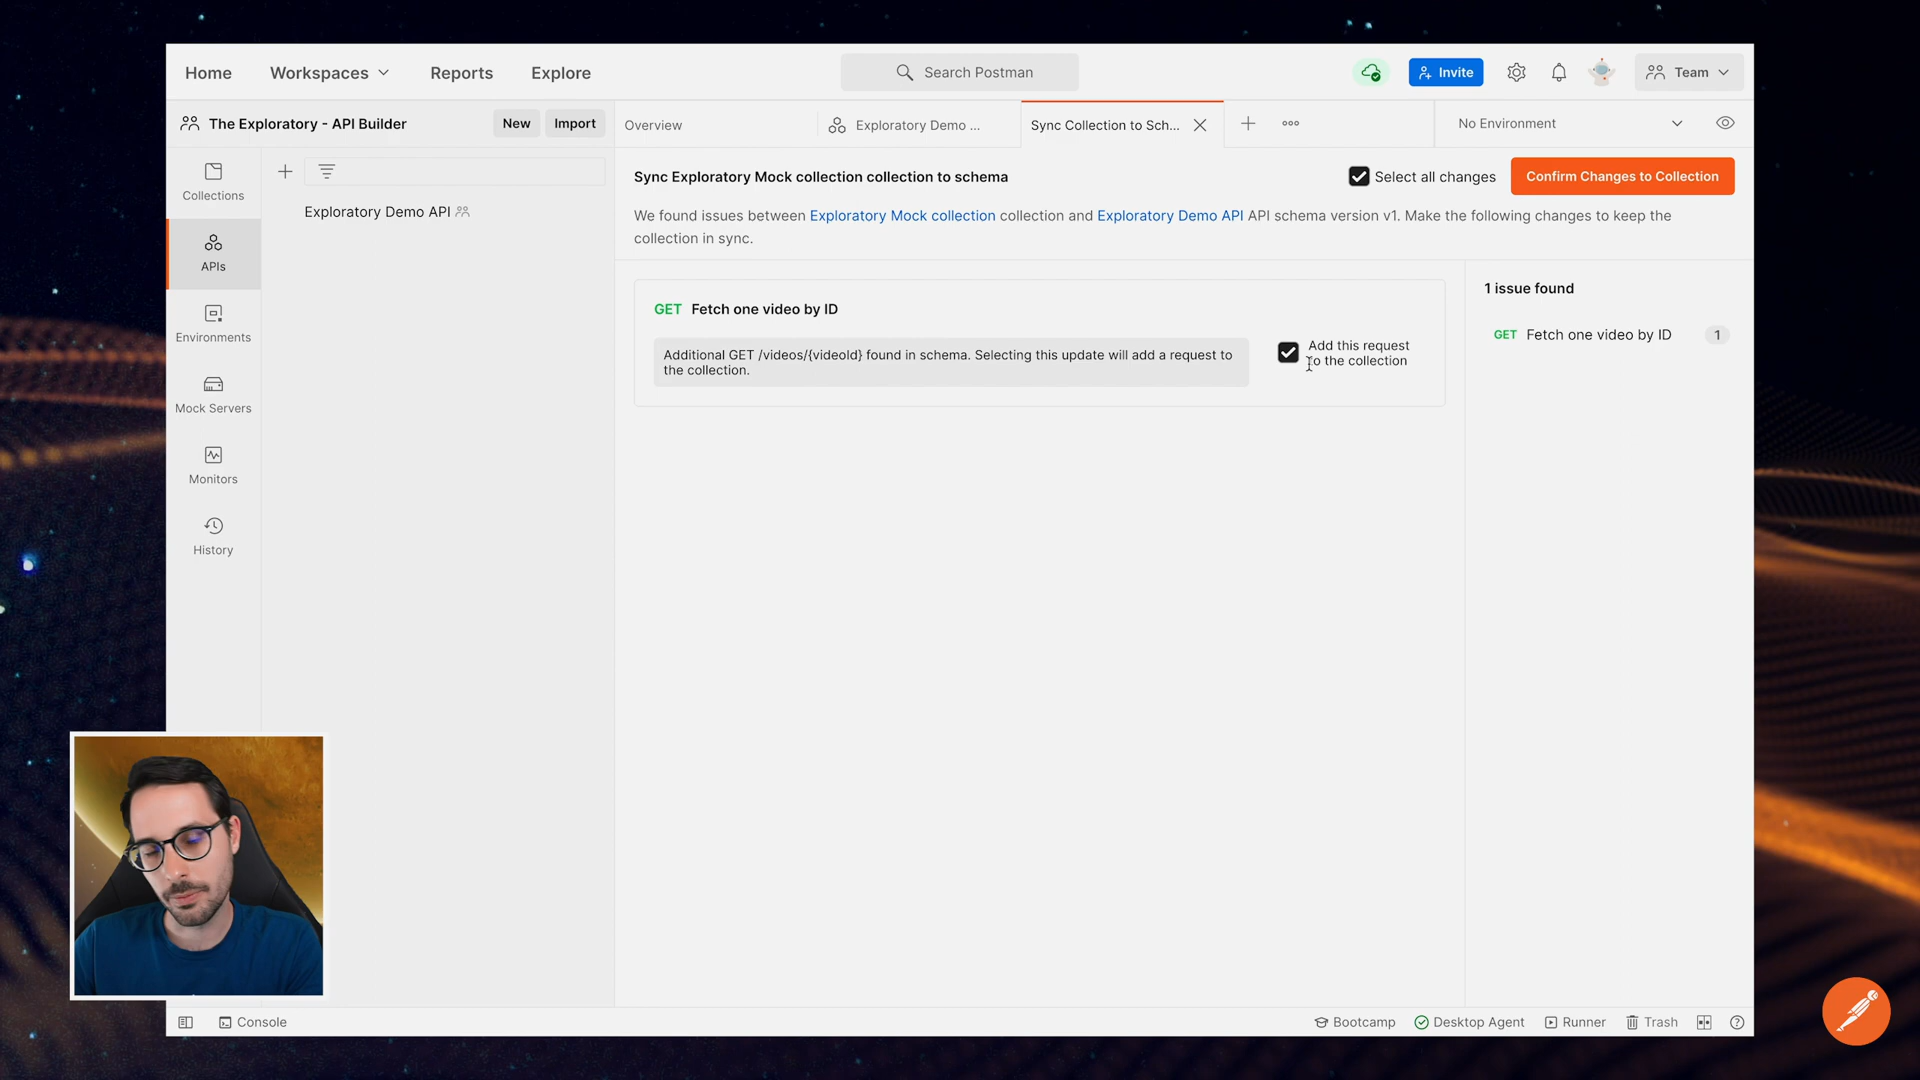 Home
Workspaces
Reports
Explore
Search Postman
Invite
Team
The Exploratory - API Builder
New
Import
Overview
Exploratory Demo ...
Sync Collection to Sch...
No Environment
Collections
APIs
Environments
Mock Servers
Monitors
History
Exploratory Demo API
Sync Exploratory Mock collection collection to schema
Select all changes
Confirm Changes to Collection
We found issues between Exploratory Mock collection collection and Exploratory Demo API API schema version v1. Make the following changes to keep the
collection in sync.
GET Fetch one video by ID
Additional GET /videos/{videoId} found in schema. Selecting this update will add a request to
the collection.
Add this request
to the collection
1 issue found
GET Fetch one video by ID 1
Console
Bootcamp
Desktop Agent
Runner
Trash